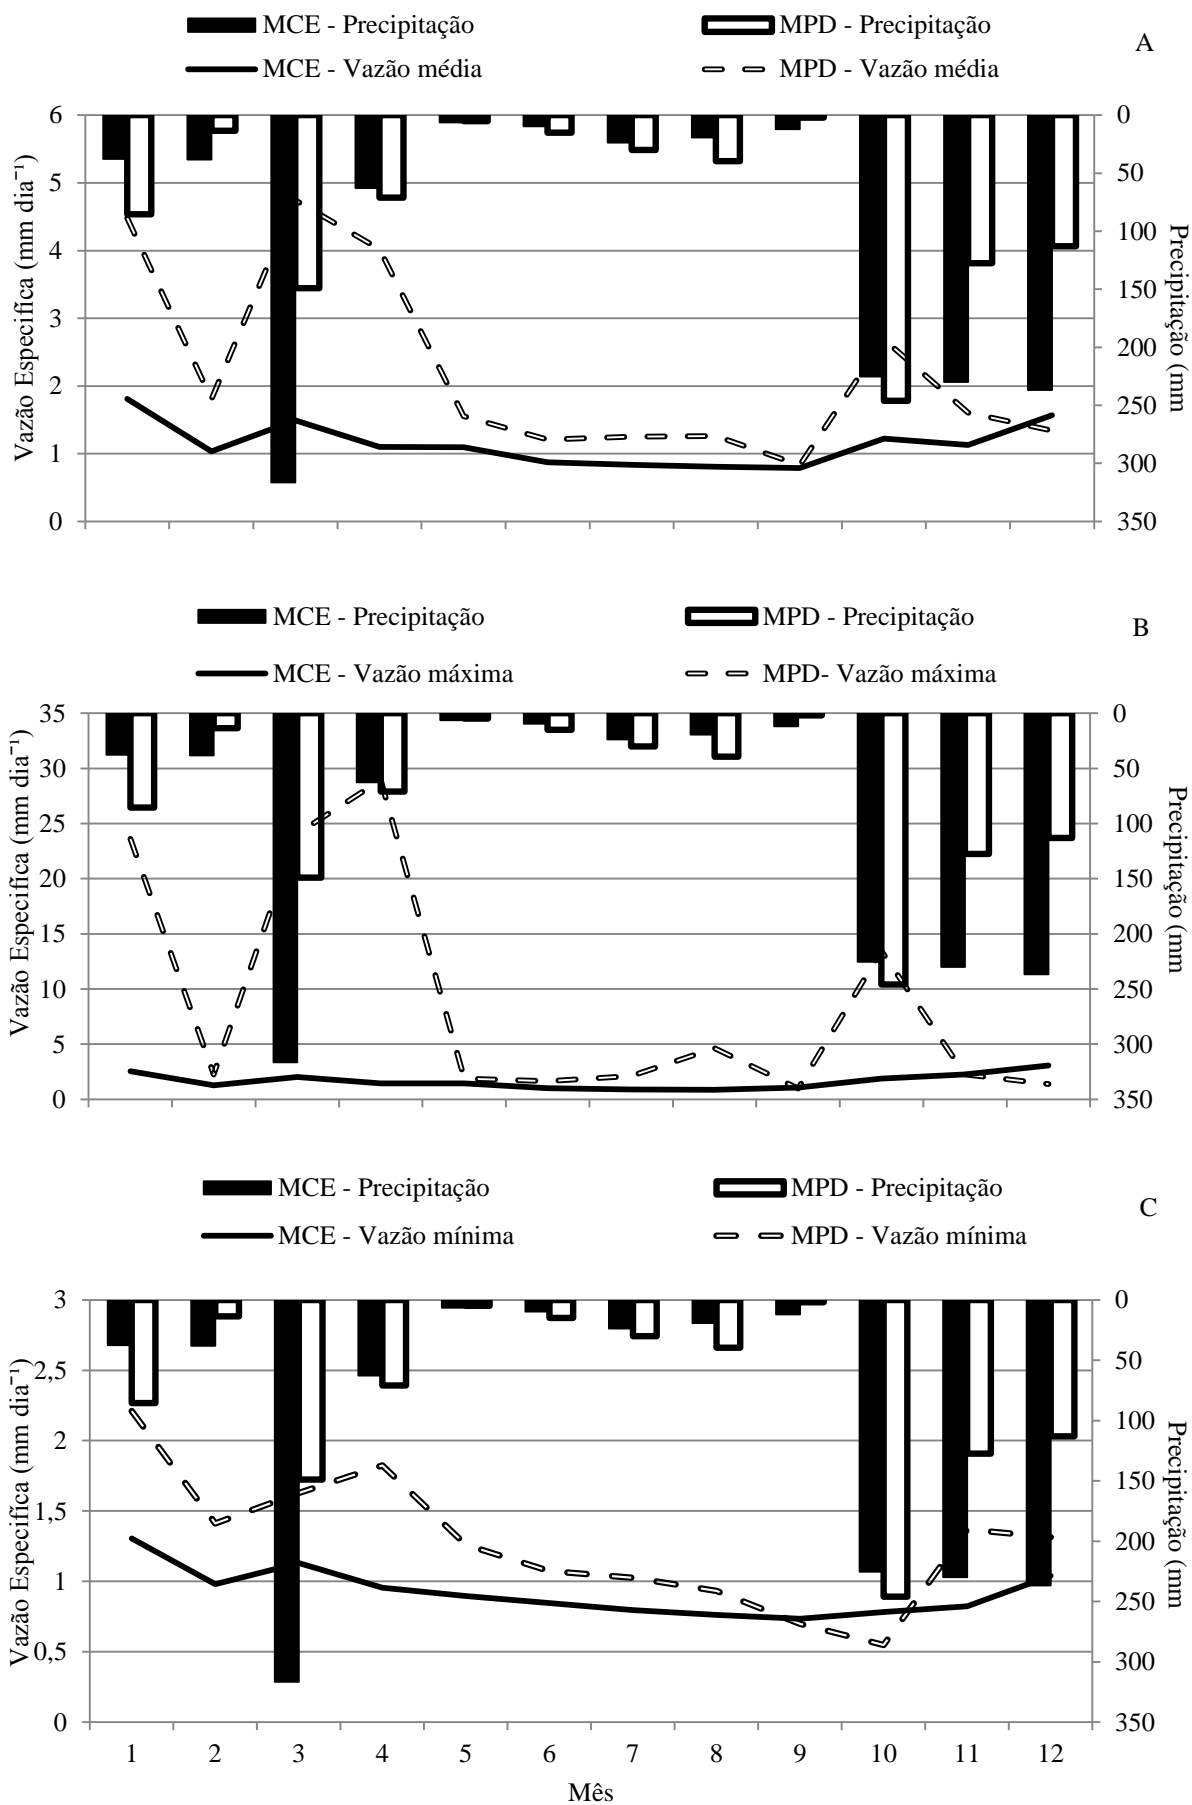 MCE - Precipitação
MPD - Precipitação
A
MCE - Vazão média
MPD - Vazão média
6
5
4
3
2
1
0
Vazão Especifica (mm dia⁻¹)
0
50
100
150
200
250
300
350
Precipitação (mm
MCE - Precipitação
MPD - Precipitação
B
MCE - Vazão máxima
MPD- Vazão máxima
35
30
25
20
15
10
5
0
Vazão Especifica (mm dia⁻¹)
0
50
100
150
200
250
300
350
Precipitação (mm
MCE - Precipitação
MPD - Precipitação
C
MCE - Vazão mínima
MPD - Vazão mínima
3
2,5
2
1,5
1
0,5
0
Vazão Especifica (mm dia⁻¹)
0
50
100
150
200
250
300
350
Precipitação (mm
1 2 3 4 5 6 7 8 9 10 11 12
Mês